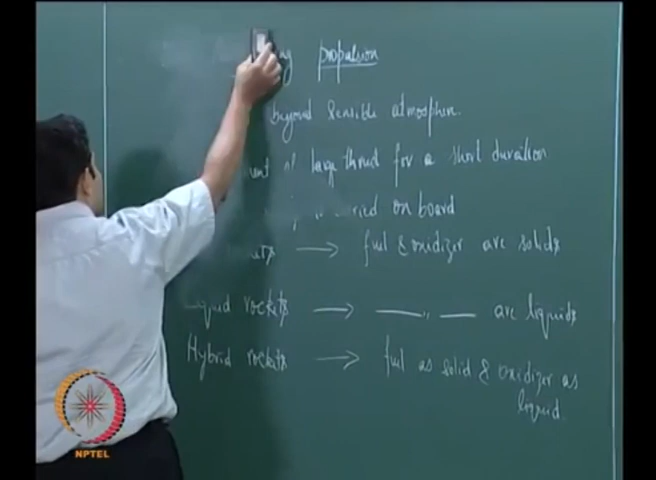 propulsion
beyond sensible atmosphere
of large thrust for a short duration
on board
→ fuel & oxidizer are solids
Liquid rockets → —— ,, —— are liquids
Hybrid rockets → fuel as solid & oxidizer as
liquid.
NPTEL